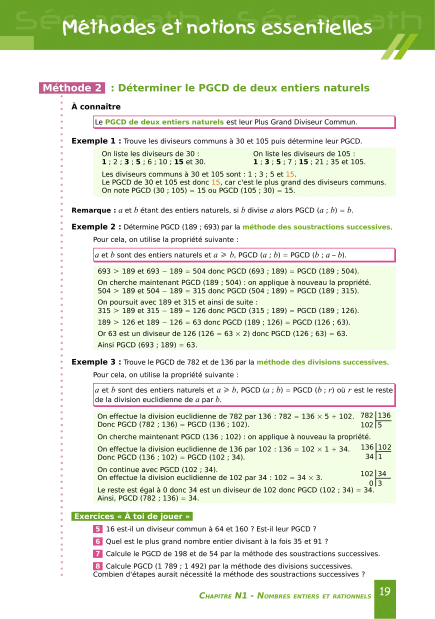 Sésamath
Sésamath
Méthodes et notions essentielles
Méthode 2 : Déterminer le PGCD de deux entiers naturels
À connaître
Le PGCD de deux entiers naturels est leur Plus Grand Diviseur Commun.
Exemple 1 : Trouve les diviseurs communs à 30 et 105 puis détermine leur PGCD.
On liste les diviseurs de 30 :
1 ; 2 ; 3 ; 5 ; 6 ; 10 ; 15 et 30.
On liste les diviseurs de 105 :
1 ; 3 ; 5 ; 7 ; 15 ; 21 ; 35 et 105.
Les diviseurs communs à 30 et 105 sont : 1 ; 3 ; 5 et 15.
Le PGCD de 30 et 105 est donc 15, car c'est le plus grand des diviseurs communs.
On note PGCD (30 ; 105) = 15 ou PGCD (105 ; 30) = 15.
Remarque : a et b étant des entiers naturels, si b divise a alors PGCD (a ; b) = b.
Exemple 2 : Détermine PGCD (189 ; 693) par la méthode des soustractions successives.
Pour cela, on utilise la propriété suivante :
a et b sont des entiers naturels et a ⩾ b, PGCD (a ; b) = PGCD (b ; a – b).
693 > 189 et 693 − 189 = 504 donc PGCD (693 ; 189) = PGCD (189 ; 504).
On cherche maintenant PGCD (189 ; 504) : on applique à nouveau la propriété.
504 > 189 et 504 − 189 = 315 donc PGCD (504 ; 189) = PGCD (189 ; 315).
On poursuit avec 189 et 315 et ainsi de suite :
315 > 189 et 315 − 189 = 126 donc PGCD (315 ; 189) = PGCD (189 ; 126).
189 > 126 et 189 − 126 = 63 donc PGCD (189 ; 126) = PGCD (126 ; 63).
Or 63 est un diviseur de 126 (126 = 63 × 2) donc PGCD (126 ; 63) = 63.
Ainsi PGCD (693 ; 189) = 63.
Exemple 3 : Trouve le PGCD de 782 et de 136 par la méthode des divisions successives.
Pour cela, on utilise la propriété suivante :
a et b sont des entiers naturels et a ⩾ b, PGCD (a ; b) = PGCD (b ; r) où r est le reste
de la division euclidienne de a par b.
On effectue la division euclidienne de 782 par 136 : 782 = 136 × 5 + 102.
Donc PGCD (782 ; 136) = PGCD (136 ; 102).
782 136
102 5
On cherche maintenant PGCD (136 ; 102) : on applique à nouveau la propriété.
On effectue la division euclidienne de 136 par 102 : 136 = 102 × 1 + 34.
Donc PGCD (136 ; 102) = PGCD (102 ; 34).
136 102
34 1
On continue avec PGCD (102 ; 34).
On effectue la division euclidienne de 102 par 34 : 102 = 34 × 3.
102 34
0 3
Le reste est égal à 0 donc 34 est un diviseur de 102 donc PGCD (102 ; 34) = 34.
Ainsi, PGCD (782 ; 136) = 34.
Exercices « À toi de jouer »
5 16 est-il un diviseur commun à 64 et 160 ? Est-il leur PGCD ?
6 Quel est le plus grand nombre entier divisant à la fois 35 et 91 ?
7 Calcule le PGCD de 198 et de 54 par la méthode des soustractions successives.
8 Calcule PGCD (1 789 ; 1 492) par la méthode des divisions successives.
Combien d'étapes aurait nécessité la méthode des soustractions successives ?
Chapitre N1 - Nombres entiers et rationnels 19